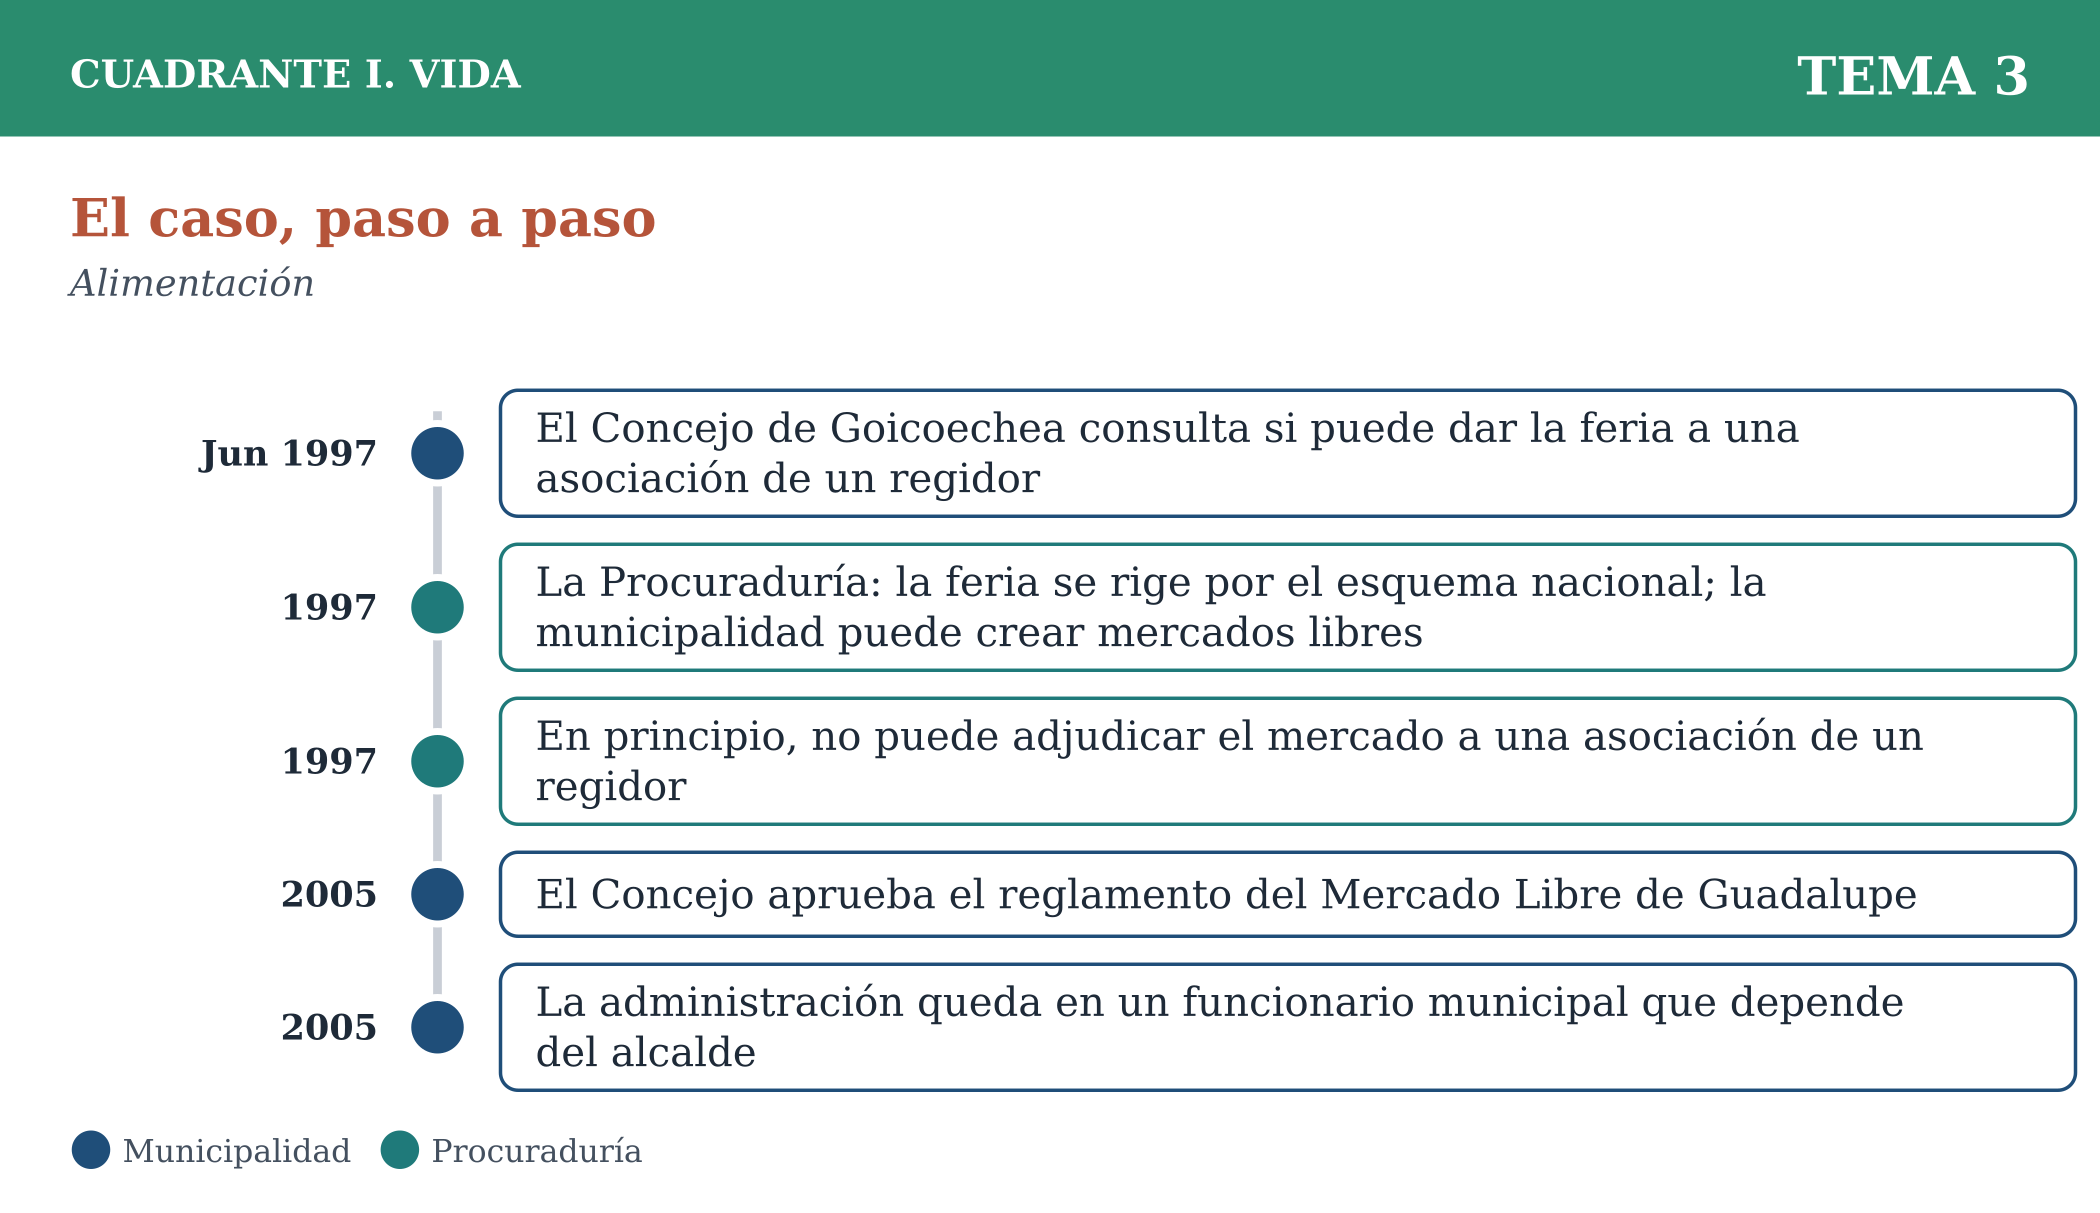 CUADRANTE I. VIDA
TEMA 3
El caso, paso a paso
Alimentación
Jun 1997
El Concejo de Goicoechea consulta si puede dar la feria a una
asociación de un regidor
1997
La Procuraduría: la feria se rige por el esquema nacional; la
municipalidad puede crear mercados libres
1997
En principio, no puede adjudicar el mercado a una asociación de un
regidor
2005
El Concejo aprueba el reglamento del Mercado Libre de Guadalupe
2005
La administración queda en un funcionario municipal que depende
del alcalde
Municipalidad
Procuraduría